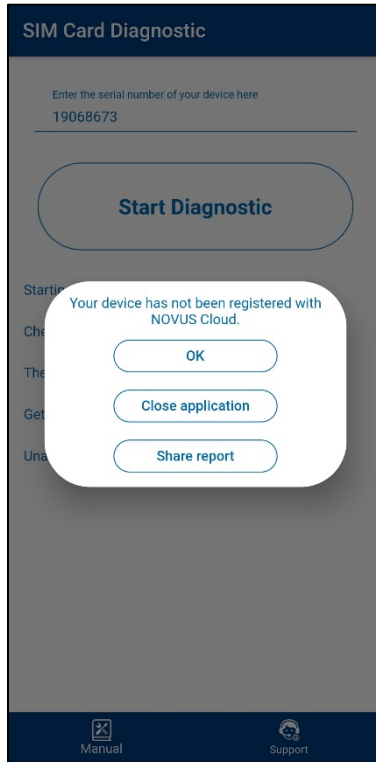 SIM Card Diagnostic
Enter the serial number of your device here
19068673
Start Diagnostic
Your device has not been registered with
NOVUS Cloud.
OK
Close application
Share report
Manual
Support